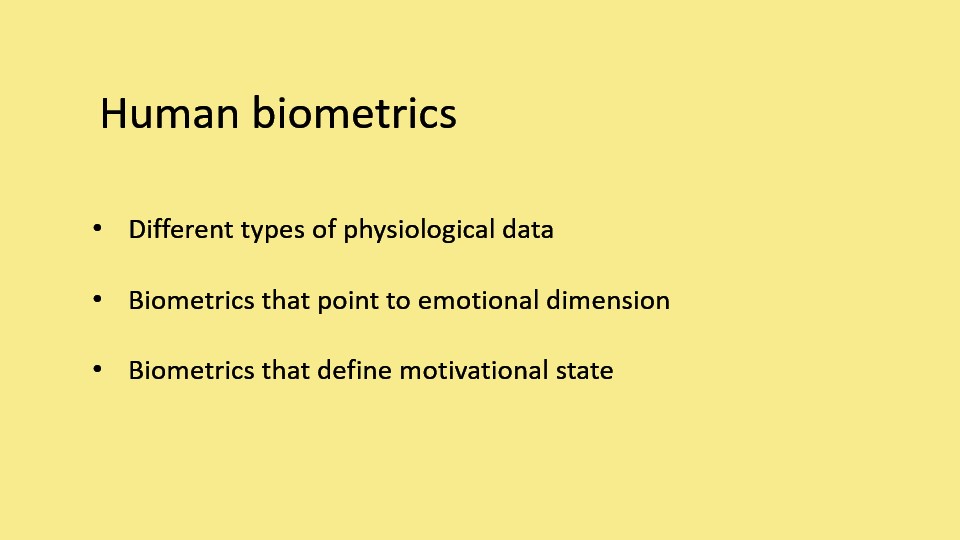 Human biometrics
• Different types of physiological data
• Biometrics that point to emotional dimension
• Biometrics that define motivational state